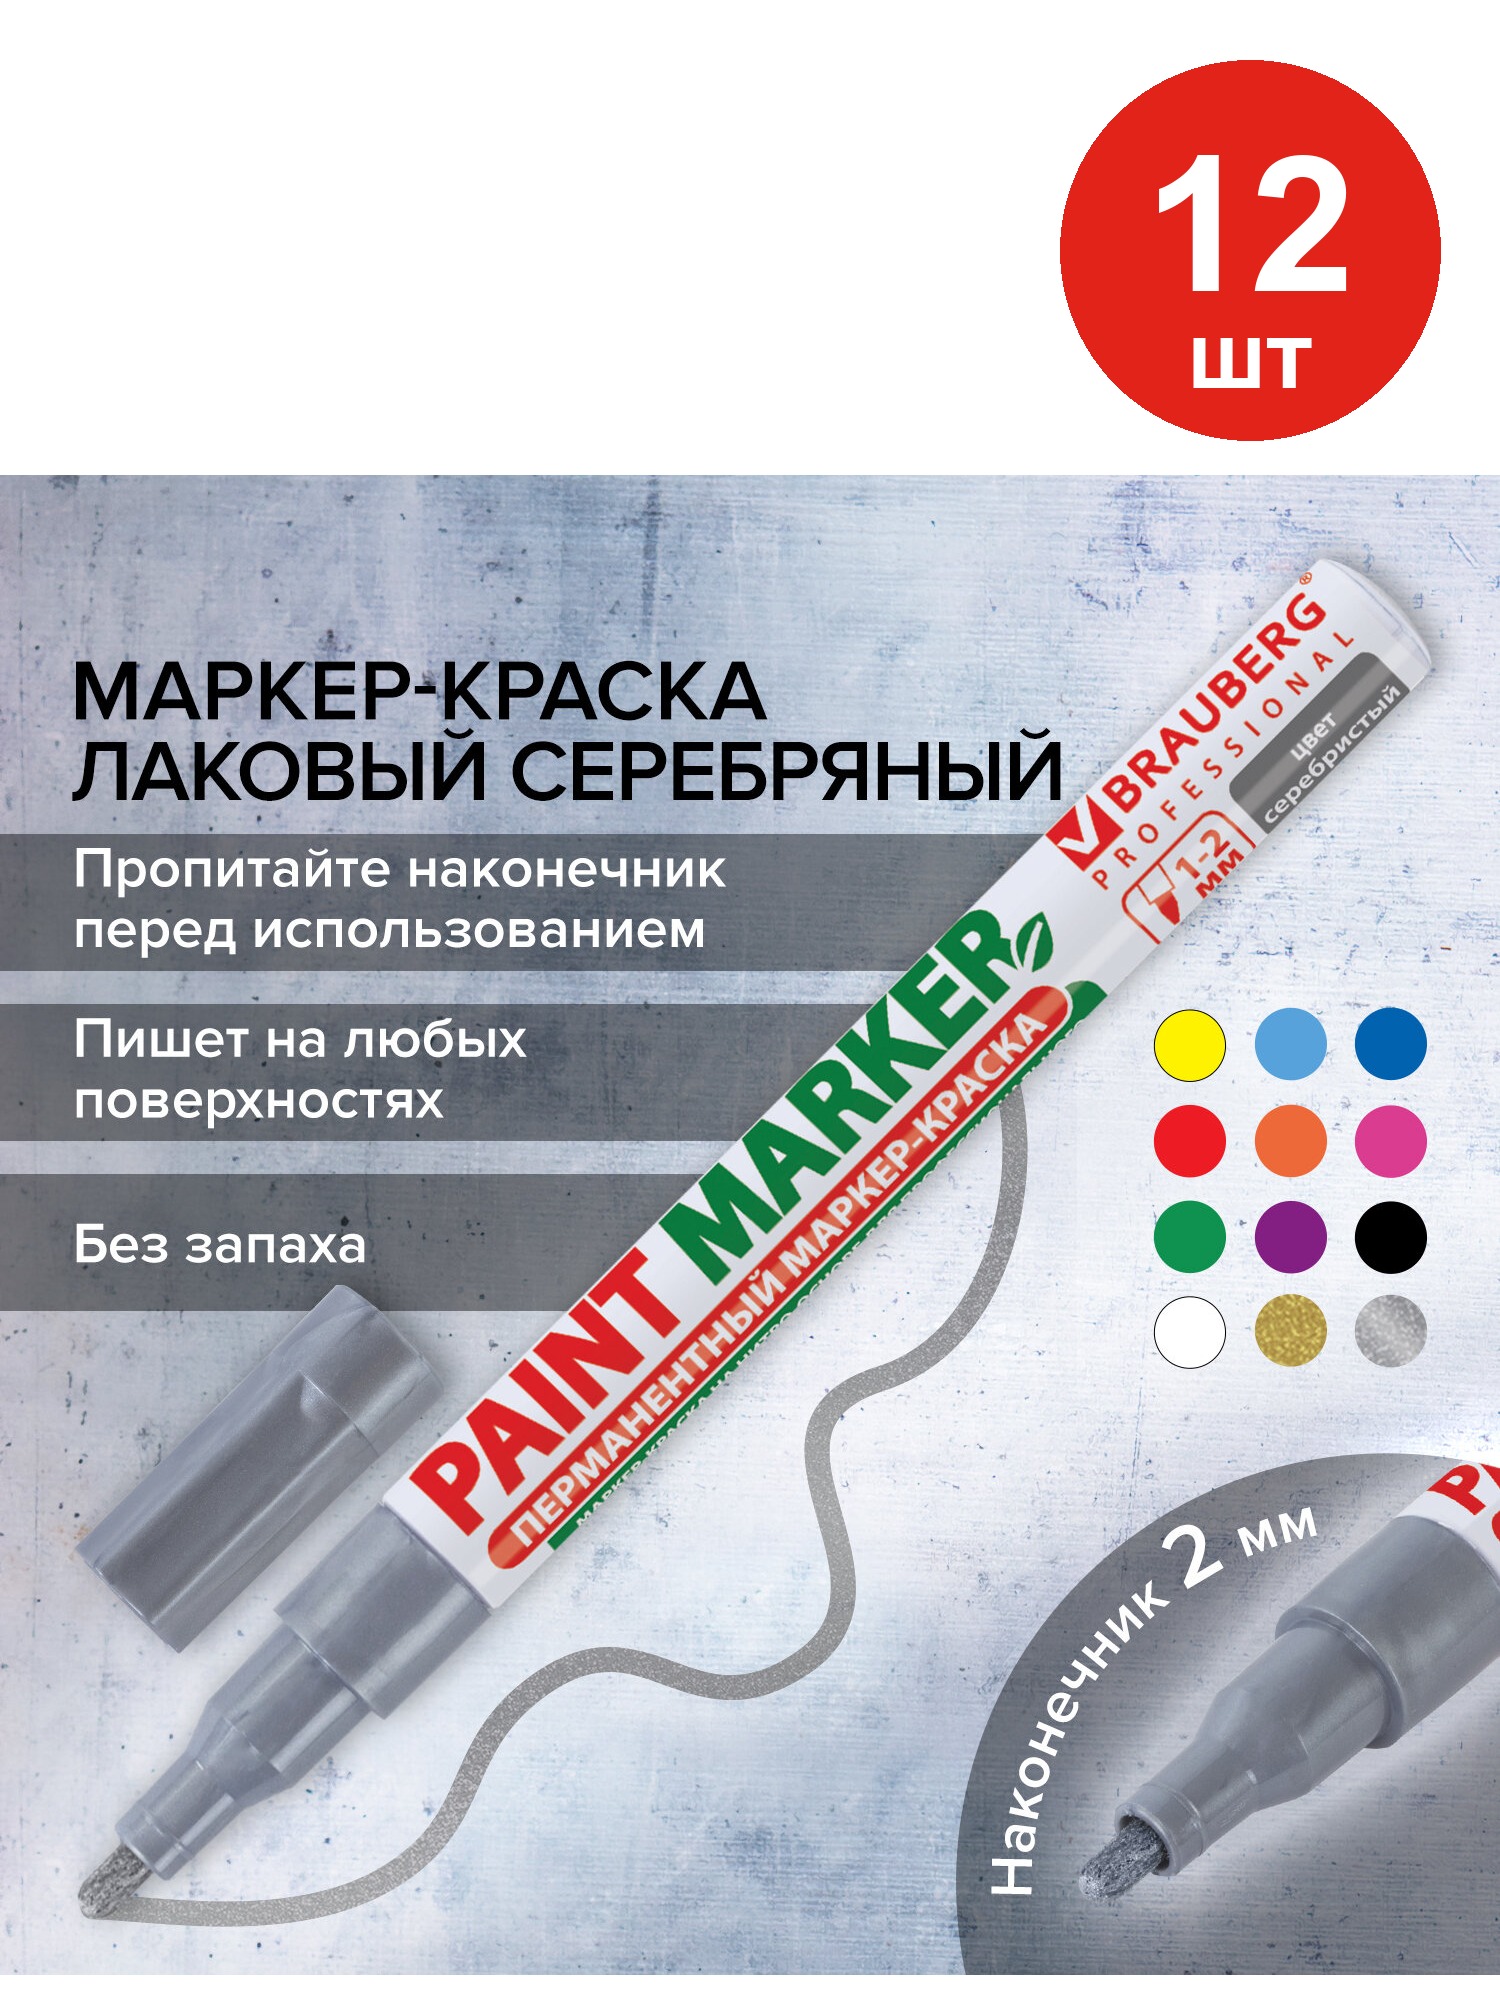 12
шт
МАРКЕР-КРАСКА
ЛАКОВЫЙ СЕРЕБРЯНЫЙ
Пропитайте наконечник
перед использованием
Пишет на любых
поверхностях
Без запаха
BRAUBERG®
PROFESSIONAL
цвет
серебристый
1-2
мм
PAINT MARKER
ПЕРМАНЕНТНЫЙ МАРКЕР-КРАСКА
Наконечник 2 мм